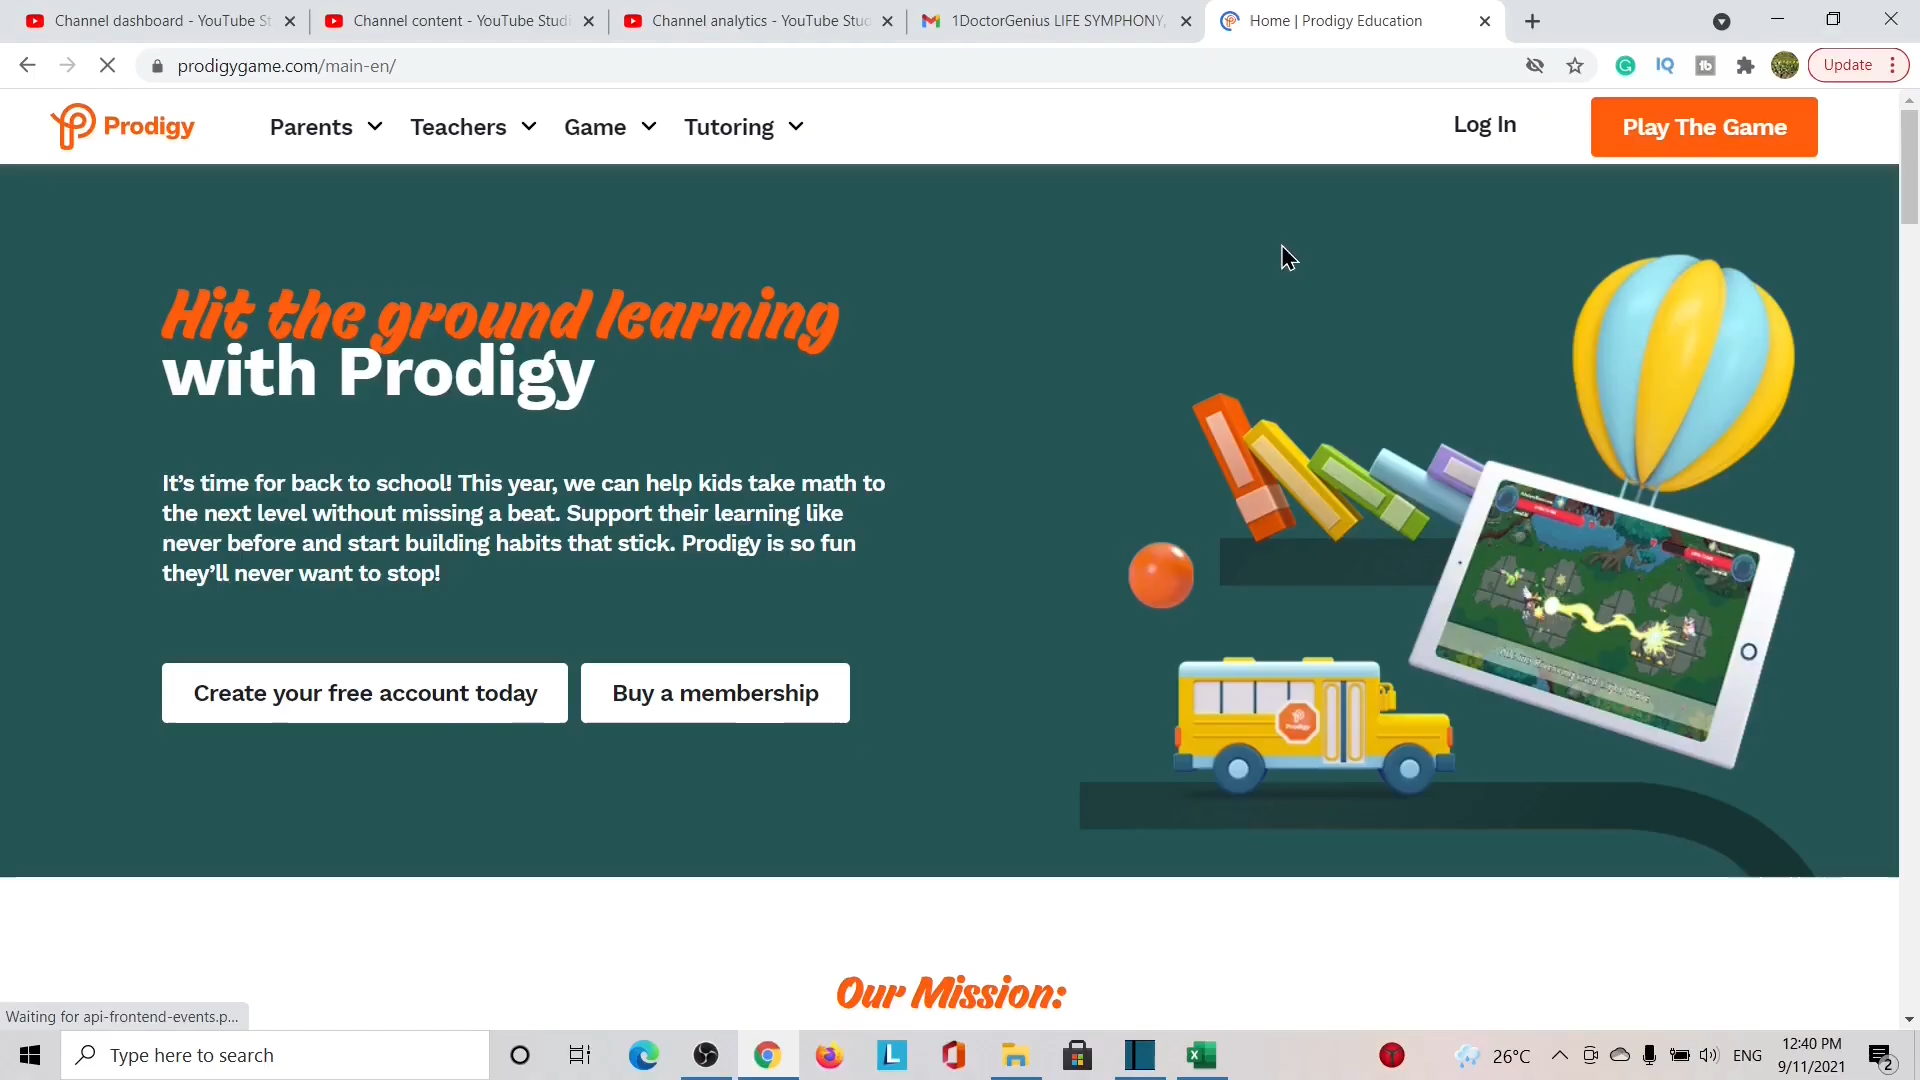 Channel dashboard - YouTube St
Channel content - YouTube Studi
Channel analytics - YouTube Stud
1DoctorGenius LIFE SYMPHONY,
Home | Prodigy Education
prodigygame.com/main-en/
Update
Prodigy
Parents
Teachers
Game
Tutoring
Log In
Play The Game
Hit the ground learning
with Prodigy
It's time for back to school! This year, we can help kids take math to
the next level without missing a beat. Support their learning like
never before and start building habits that stick. Prodigy is so fun
they'll never want to stop!
Create your free account today
Buy a membership
Prodigy
Our Mission:
Waiting for api-frontend-events.p...
Type here to search
26°C
ENG
12:40 PM
9/11/2021
2